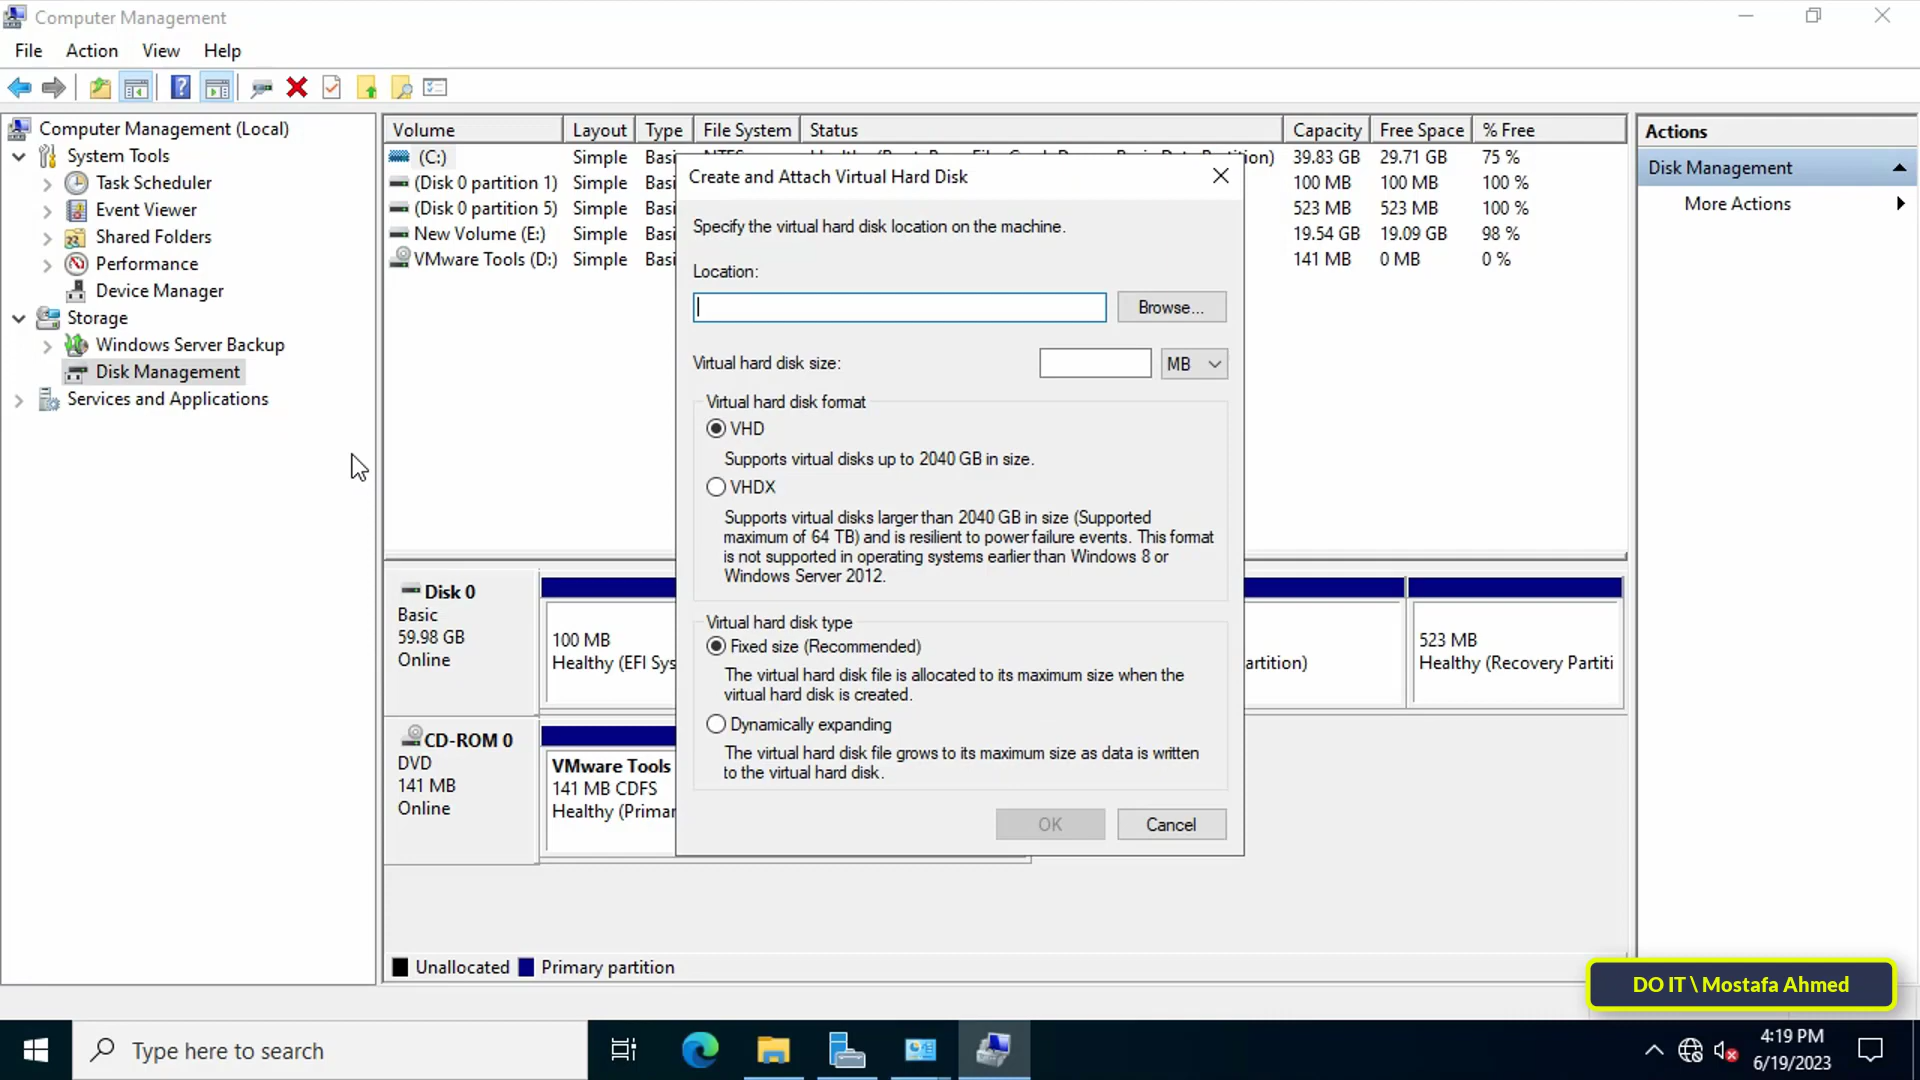 Computer Management
File Action View Help
Computer Management (Local)
System Tools
Task Scheduler
Event Viewer
Shared Folders
Performance
Device Manager
Storage
Windows Server Backup
Disk Management
Services and Applications
Volume Layout Type File System Status Capacity Free Space % Free
(C:) Simple Basi 39.83 GB 29.71 GB 75 %
(Disk 0 partition 1) Simple Basi 100 MB 100 MB 100 %
(Disk 0 partition 5) Simple Basi 523 MB 523 MB 100 %
New Volume (E:) Simple Basi 19.54 GB 19.09 GB 98 %
VMware Tools (D:) Simple Basi 141 MB 0 MB 0 %
Create and Attach Virtual Hard Disk
Specify the virtual hard disk location on the machine.
Location:
Browse...
Virtual hard disk size:
MB
Virtual hard disk format
VHD
Supports virtual disks up to 2040 GB in size.
VHDX
Supports virtual disks larger than 2040 GB in size (Supported
maximum of 64 TB) and is resilient to power failure events. This format
is not supported in operating systems earlier than Windows 8 or
Windows Server 2012.
Virtual hard disk type
Fixed size (Recommended)
The virtual hard disk file is allocated to its maximum size when the
virtual hard disk is created.
Dynamically expanding
The virtual hard disk file grows to its maximum size as data is written
to the virtual hard disk.
OK Cancel
Disk 0
Basic
59.98 GB
Online
100 MB
Healthy (EFI Sys
artition)
523 MB
Healthy (Recovery Partiti
CD-ROM 0
DVD
141 MB
Online
VMware Tools
141 MB CDFS
Healthy (Primar
Unallocated Primary partition
Actions
Disk Management
More Actions
DO IT \ Mostafa Ahmed
Type here to search
4:19 PM
6/19/2023